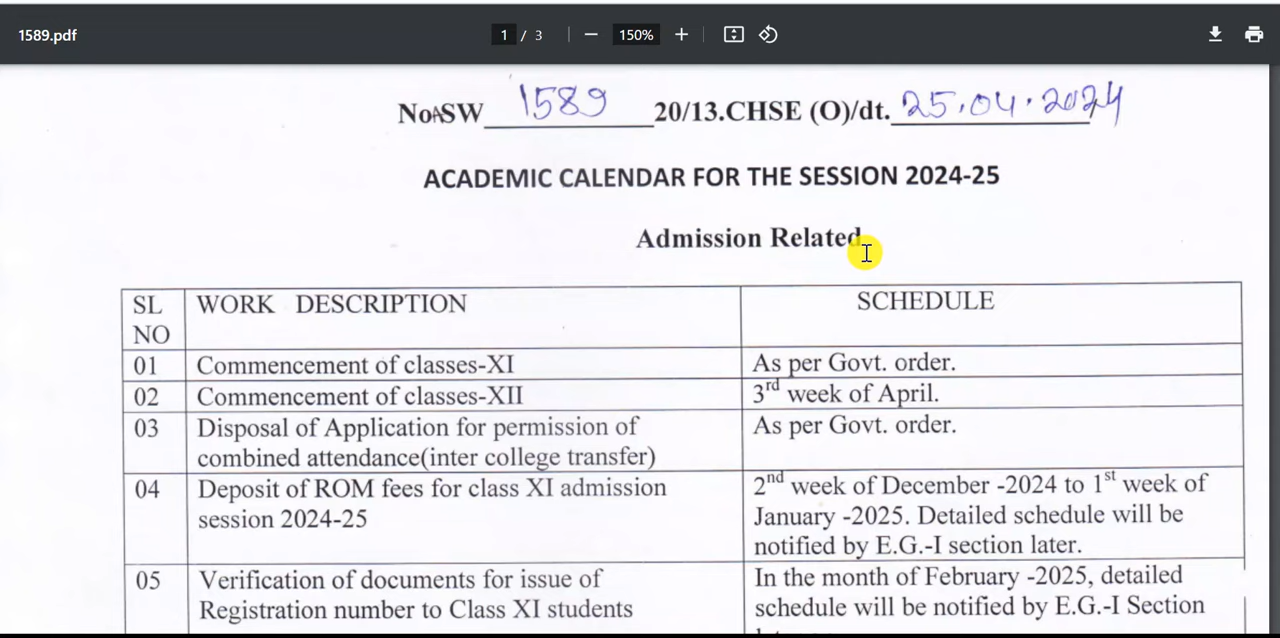 1589.pdf
1 / 3
150%
NoASW 1589 20/13.CHSE (O)/dt. 25.04.2024
ACADEMIC CALENDAR FOR THE SESSION 2024-25
Admission Related
SL NO WORK DESCRIPTION SCHEDULE
01 Commencement of classes-XI As per Govt. order.
02 Commencement of classes-XII 3rd week of April.
03 Disposal of Application for permission of As per Govt. order.
combined attendance(inter college transfer)
04 Deposit of ROM fees for class XI admission 2nd week of December -2024 to 1st week of
session 2024-25 January -2025. Detailed schedule will be
notified by E.G.-I section later.
05 Verification of documents for issue of In the month of February -2025, detailed
Registration number to Class XI students schedule will be notified by E.G.-I Section